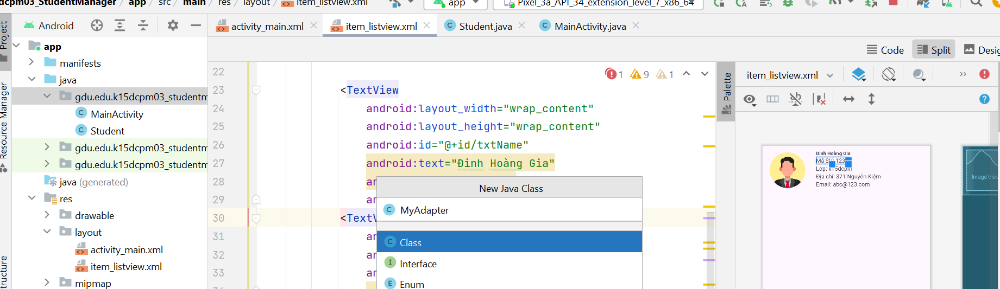 dcpm03_StudentManager / app / src / main / res / layout / item_listview.xml
app
Pixel_3a_API_34_extension_level_7_x86_64
Project
Resource Manager
tructure
Android
app
manifests
java
gdu.edu.k15dcpm03_studentm
MainActivity
Student
gdu.edu.k15dcpm03_studentm
gdu.edu.k15dcpm03_studentm
java (generated)
res
drawable
layout
activity_main.xml
item_listview.xml
mipmap
activity_main.xml
item_listview.xml
Student.java
MainActivity.java
Code
Split
Desig
1 9 1
22
23 <TextView
24 android:layout_width="wrap_content"
25 android:layout_height="wrap_content"
26 android:id="@+id/txtName"
27 android:text="Đinh Hoàng Gia"
28 an
29 an
30 <TextV
31 an
32 an
33 an
New Java Class
MyAdapter
Class
Interface
Enum
Palette
item_listview.xml
Đinh Hoàng Gia
Mã SV: 123
Lớp: k15dcpm
Địa chỉ: 371 Nguyễn Kiệm
Email: abc@123.com
ImageView